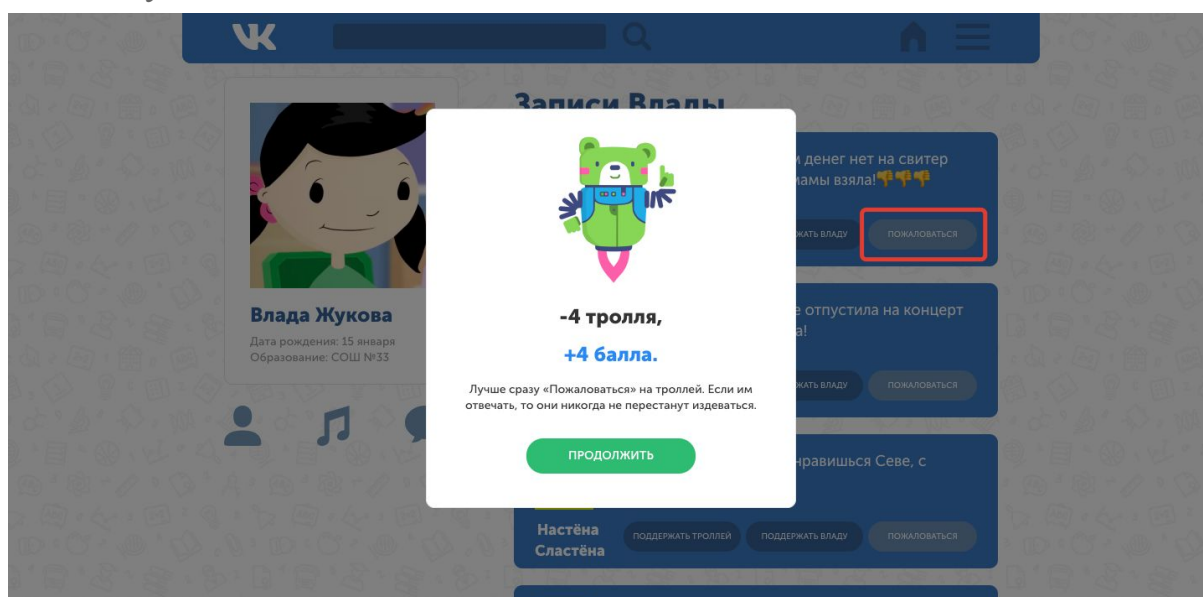 VK
Записи Влады
денег нет на свитер
мамы взяла!👎👎👎
ВЛАДУ
ПОЖАЛОВАТЬСЯ
Влада Жукова
Дата рождения: 15 января
Образование: СОШ №33
-4 тролля,
+4 балла.
Лучше сразу «Пожаловаться» на троллей. Если им
отвечать, то они никогда не перестанут издеваться.
ПРОДОЛЖИТЬ
отпустила на концерт
ВЛАДУ
ПОЖАЛОВАТЬСЯ
нравишься Севе, с
Настёна
Сластёна
ПОДДЕРЖАТЬ ТРОЛЛЕЙ
ПОДДЕРЖАТЬ ВЛАДУ
ПОЖАЛОВАТЬСЯ